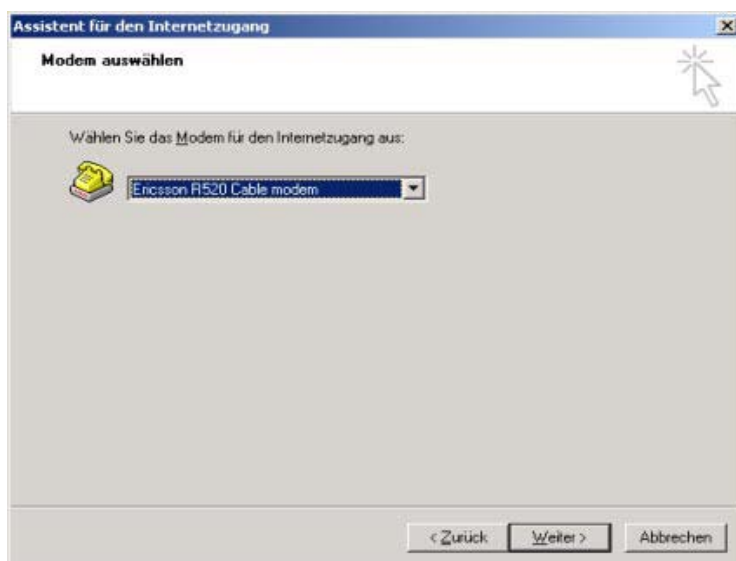 Assistent für den Internetzugang
Modem auswählen
Wählen Sie das Modem für den Internetzugang aus:
Ericsson R520 Cable modem
< Zurück Weiter > Abbrechen